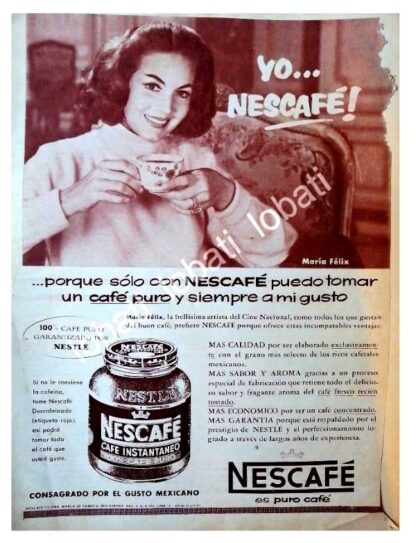 YO...
NESCAFÉ!
María Félix
...porque sólo con NESCAFÉ puedo tomar
un café puro y siempre a mi gusto
María Félix, la bellísima artista del Cine Nacional, como todos los que gustan
del buen café, prefiere NESCAFE porque ofrece estas incomparables ventajas:
100% CAFE PURO
GARANTIZADO POR
NESTLÉ
MAS CALIDAD por ser elaborado exclusivamen-
te con el grano más selecto de los ricos cafetales
mexicanos.
MAS SABOR Y AROMA gracias a un proceso
especial de fabricación que retiene todo el delicio-
so sabor y fragante aroma del café fresco recién
tostado.
MAS ECONOMICO por ser un café concentrado.
MAS GARANTIA porque está respaldado por el
prestigio de NESTLÉ y el perfeccionamiento lo-
grado a través de largos años de experiencia.
Si no le conviene
la cafeína,
tome Nescafé
Descafeinado
(etiqueta roja)
así podrá
tomar todo
el café que
usted guste.
NESCAFÉ
NESTLÉ
NESCAFÉ
CAFE INSTANTANEO
100% CAFE PURO
CONSAGRADO POR EL GUSTO MEXICANO
NESCAFÉ
es puro café
lobati lobati